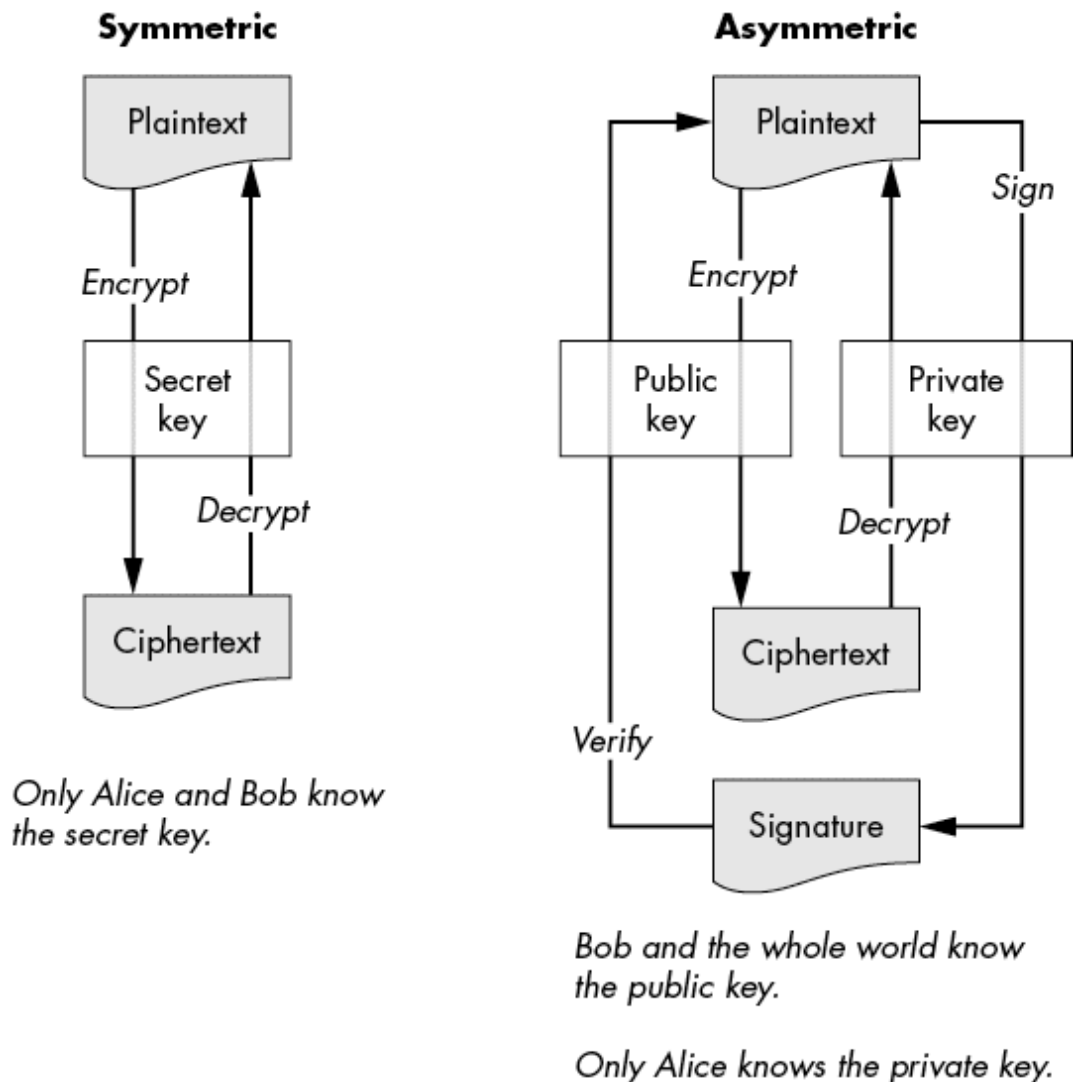 Symmetric
Plaintext
Encrypt
Secret
key
Decrypt
Ciphertext
Only Alice and Bob know
the secret key.
Asymmetric
Plaintext
Sign
Encrypt
Public
key
Private
key
Decrypt
Ciphertext
Verify
Signature
Bob and the whole world know
the public key.
Only Alice knows the private key.